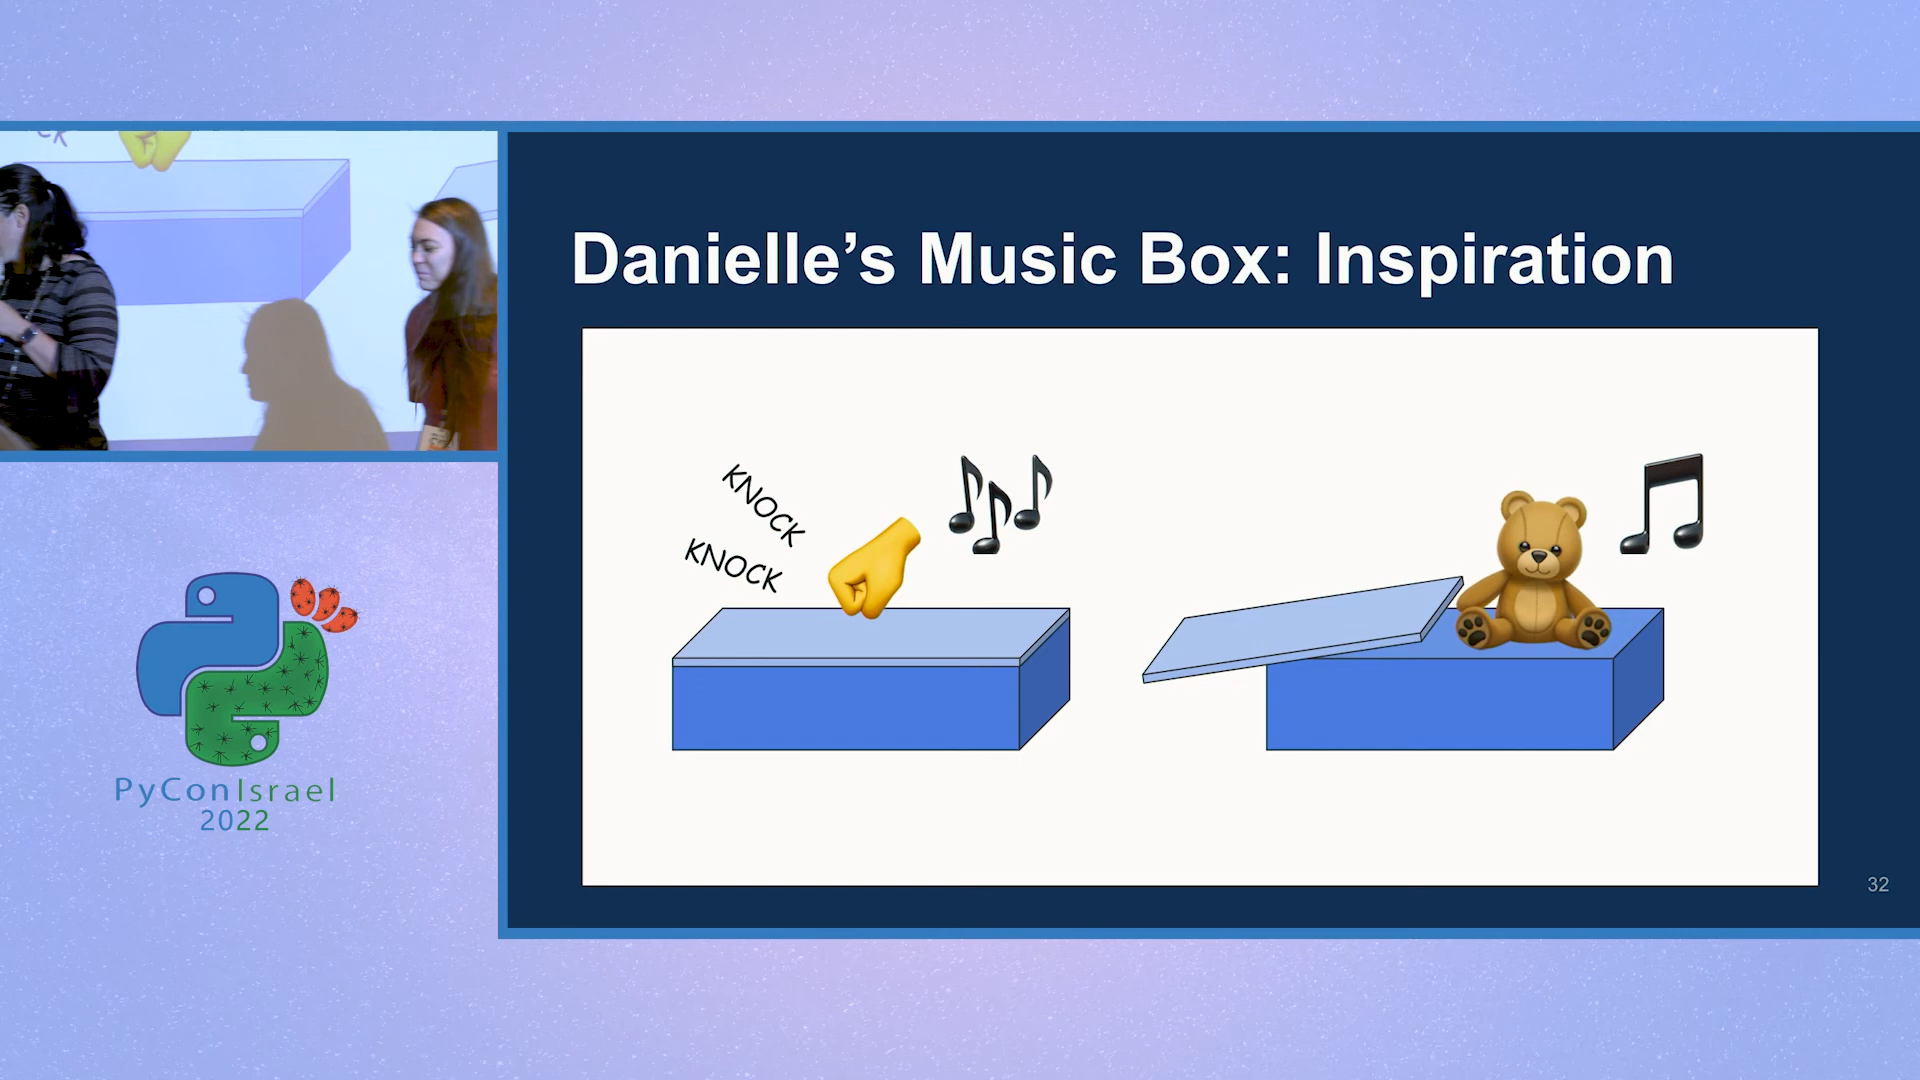 Danielle’s Music Box: Inspiration
KNOCK
KNOCK
PyConIsrael
2022
32